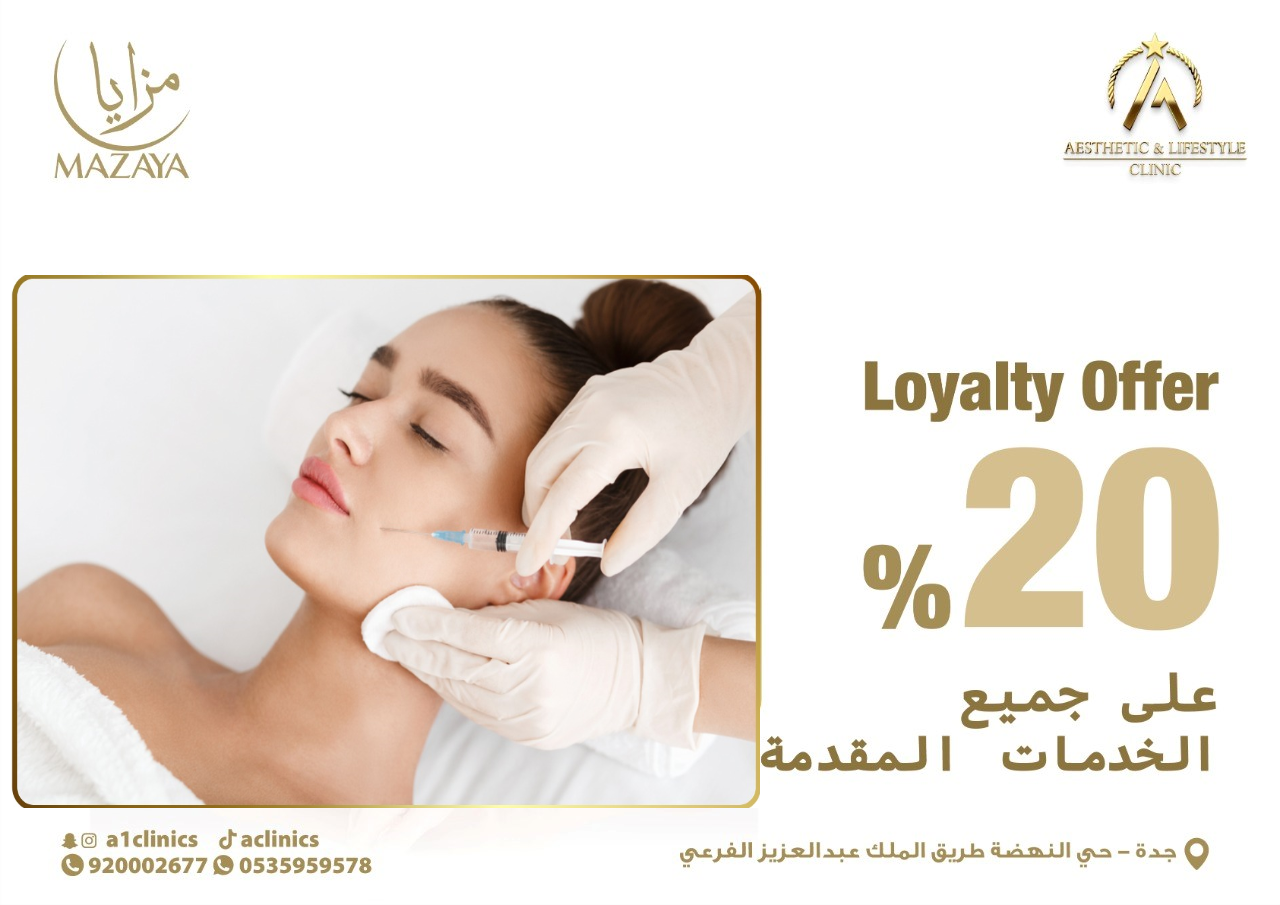 مزايا
MAZAYA
AESTHETIC & LIFESTYLE
CLINIC
Loyalty Offer
%20
على جميع
الخدمات المقدمة
a1clinics aclinics
920002677 0535959578
جدة – حي النهضة طريق الملك عبدالعزيز الفرعي